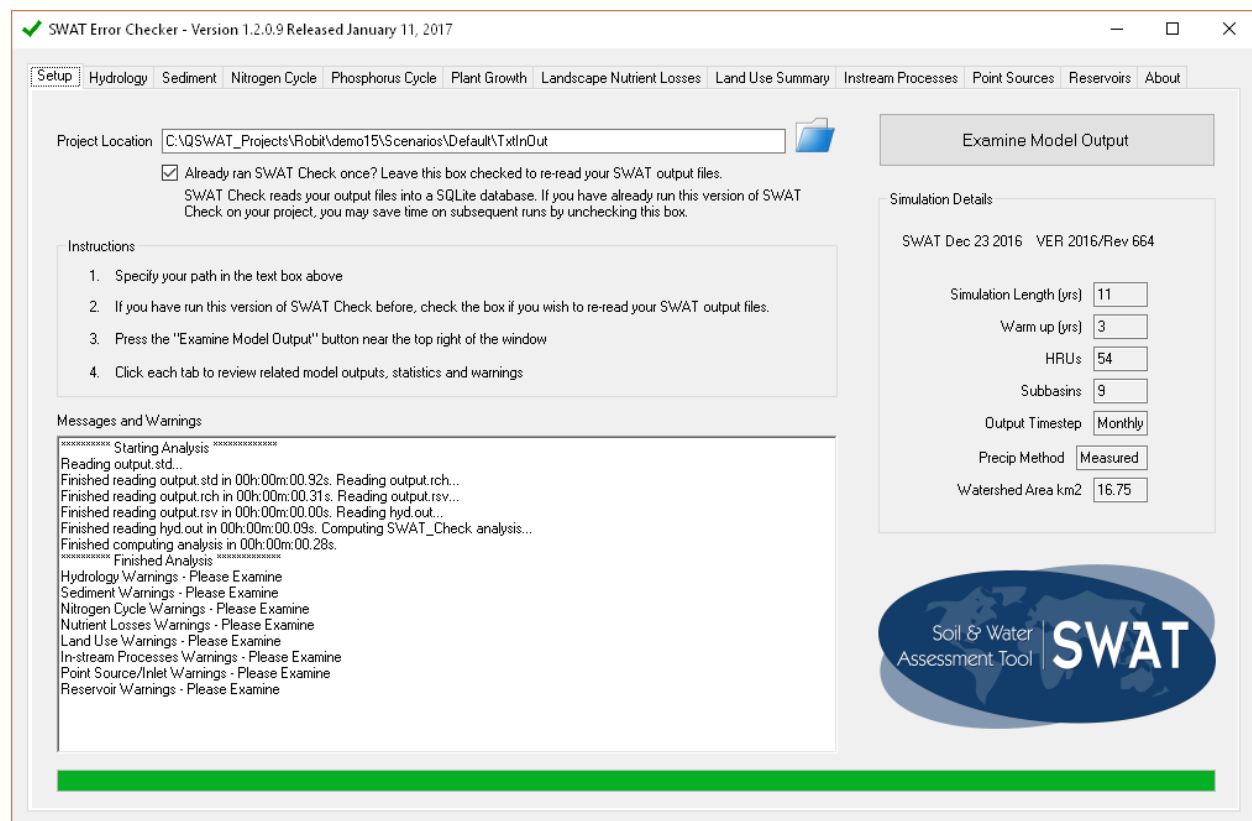 SWAT Error Checker - Version 1.2.0.9 Released January 11, 2017
Setup Hydrology Sediment Nitrogen Cycle Phosphorus Cycle Plant Growth Landscape Nutrient Losses Land Use Summary Instream Processes Point Sources Reservoirs About
Project Location C:\QSWAT_Projects\Robit\demo15\Scenarios\Default\TxtInOut
Already ran SWAT Check once? Leave this box checked to re-read your SWAT output files.
SWAT Check reads your output files into a SQLite database. If you have already run this version of SWAT
Check on your project, you may save time on subsequent runs by unchecking this box.
Instructions
1. Specify your path in the text box above
2. If you have run this version of SWAT Check before, check the box if you wish to re-read your SWAT output files.
3. Press the "Examine Model Output" button near the top right of the window
4. Click each tab to review related model outputs, statistics and warnings
Messages and Warnings
********** Starting Analysis *************
Reading output.std...
Finished reading output.std in 00h:00m:00.92s. Reading output.rch...
Finished reading output.rch in 00h:00m:00.31s. Reading output.rsv...
Finished reading output.rsv in 00h:00m:00.00s. Reading hyd.out...
Finished reading hyd.out in 00h:00m:00.09s. Computing SWAT_Check analysis...
Finished computing analysis in 00h:00m:00.28s.
********** Finished Analysis *************
Hydrology Warnings - Please Examine
Sediment Warnings - Please Examine
Nitrogen Cycle Warnings - Please Examine
Nutrient Losses Warnings - Please Examine
Land Use Warnings - Please Examine
In-stream Processes Warnings - Please Examine
Point Source/Inlet Warnings - Please Examine
Reservoir Warnings - Please Examine
Examine Model Output
Simulation Details
SWAT Dec 23 2016 VER 2016/Rev 664
Simulation Length (yrs) 11
Warm up (yrs) 3
HRUs 54
Subbasins 9
Output Timestep Monthly
Precip Method Measured
Watershed Area km2 16.75
Soil & Water
Assessment Tool
SWAT